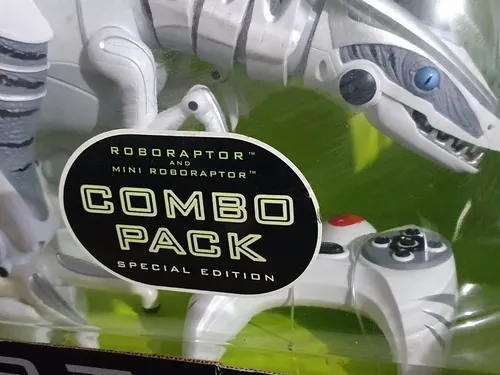 ROBORAPTOR™
AND
MINI ROBORAPTOR™
COMBO
PACK
SPECIAL EDITION